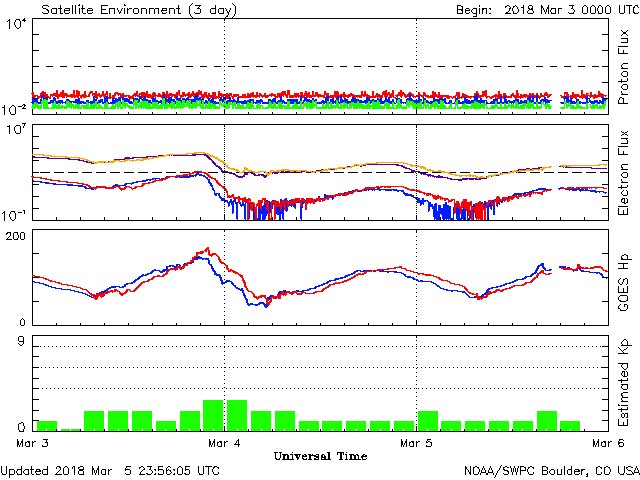 Satellite Environment (3 day) Begin: 2018 Mar 3 0000 UTC
10^4
10^-2
Proton Flux
10^7
10^-1
Electron Flux
200
0
GOES Hp
9
0
Estimated Kp
Mar 3 Mar 4 Mar 5 Mar 6
Universal Time
Updated 2018 Mar 5 23:56:05 UTC NOAA/SWPC Boulder, CO USA